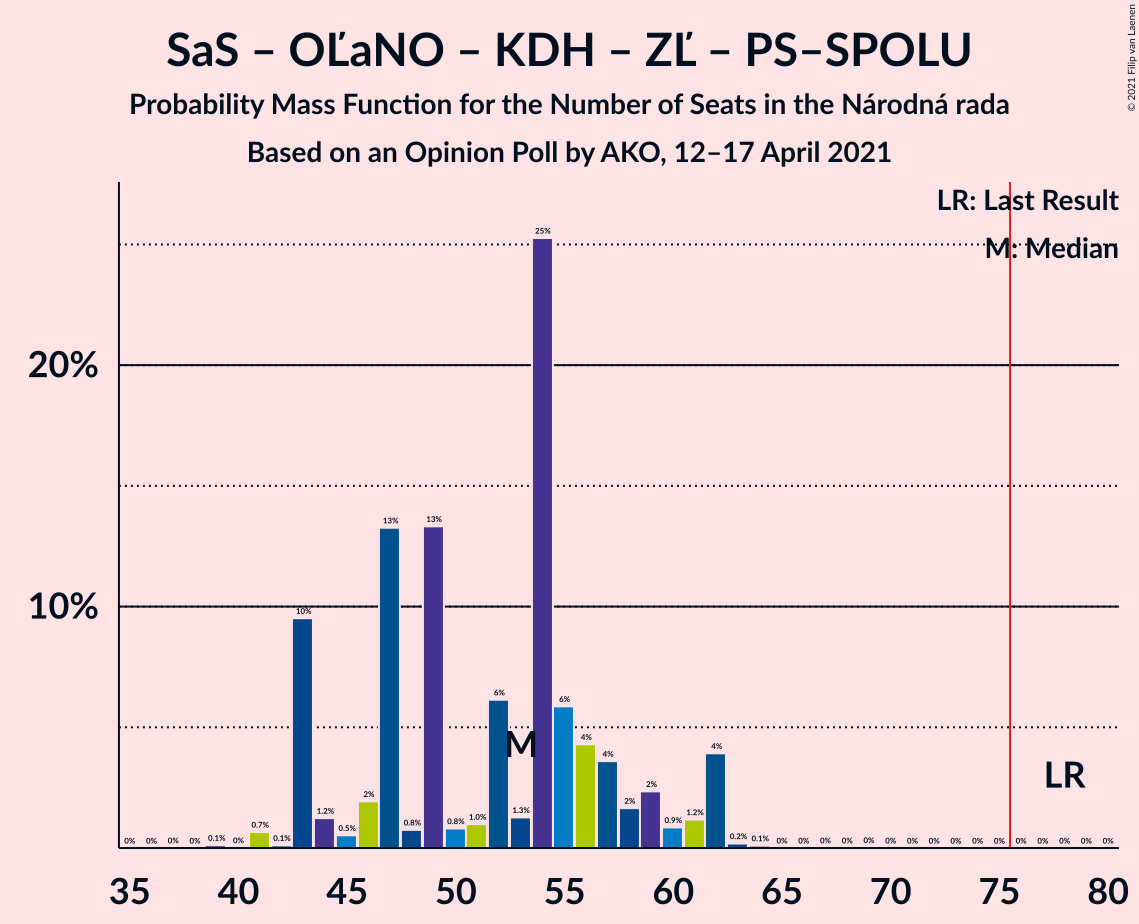 SaS – OĽaNO – KDH – ZĽ – PS–SPOLU
Probability Mass Function for the Number of Seats in the Národná rada
Based on an Opinion Poll by AKO, 12–17 April 2021
© 2021 Filip van Laenen
LR: Last Result
M: Median
20%
10%
0% 0% 0% 0% 0.1% 0% 0.7% 0.1% 10% 1.2% 0.5% 2% 13% 0.8% 13% 0.8% 1.0% 6% 1.3% 25% 6% 4% 4% 2% 2% 0.9% 1.2% 4% 0.2% 0.1% 0% 0% 0% 0% 0% 0% 0% 0% 0% 0% 0% 0% 0% 0% 0% 0%
M
LR
35 40 45 50 55 60 65 70 75 80